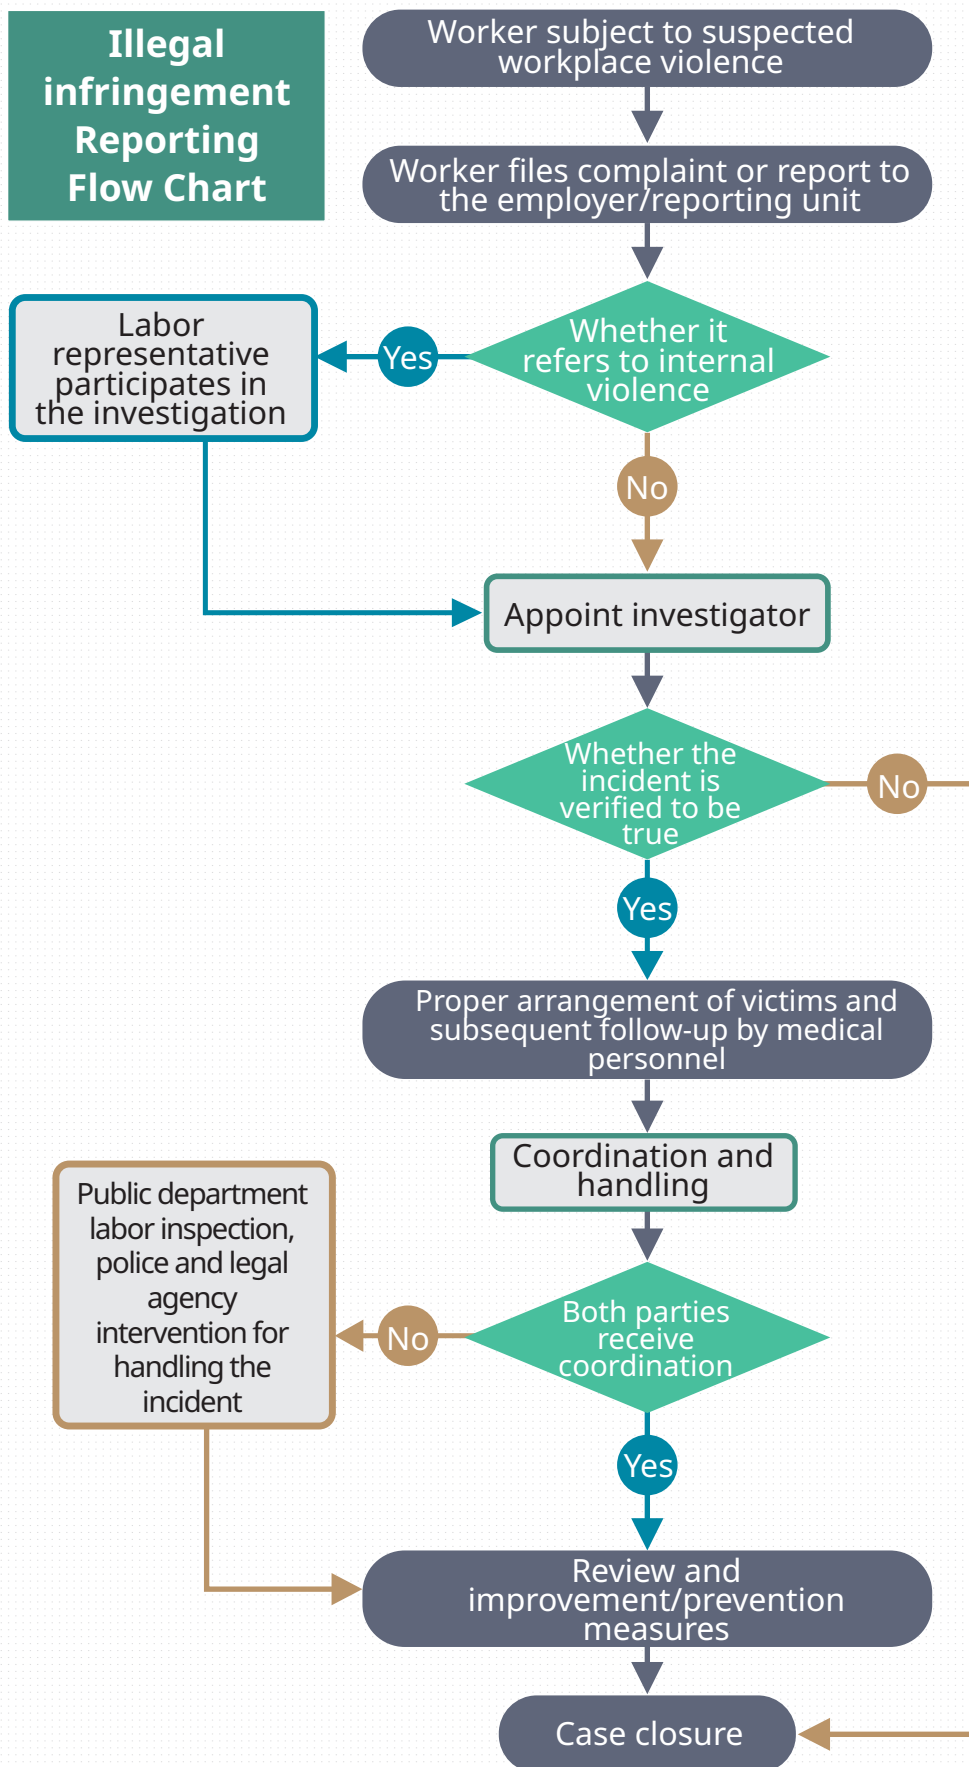 Illegal
infringement
Reporting
Flow Chart
Worker subject to suspected
workplace violence
Worker files complaint or report to
the employer/reporting unit
Whether it
refers to internal
violence
Yes
Labor
representative
participates in
the investigation
No
Appoint investigator
Whether the
incident is
verified to be
true
No
Yes
Proper arrangement of victims and
subsequent follow-up by medical
personnel
Coordination and
handling
Both parties
receive
coordination
No
Public department
labor inspection,
police and legal
agency
intervention for
handling the
incident
Yes
Review and
improvement/prevention
measures
Case closure